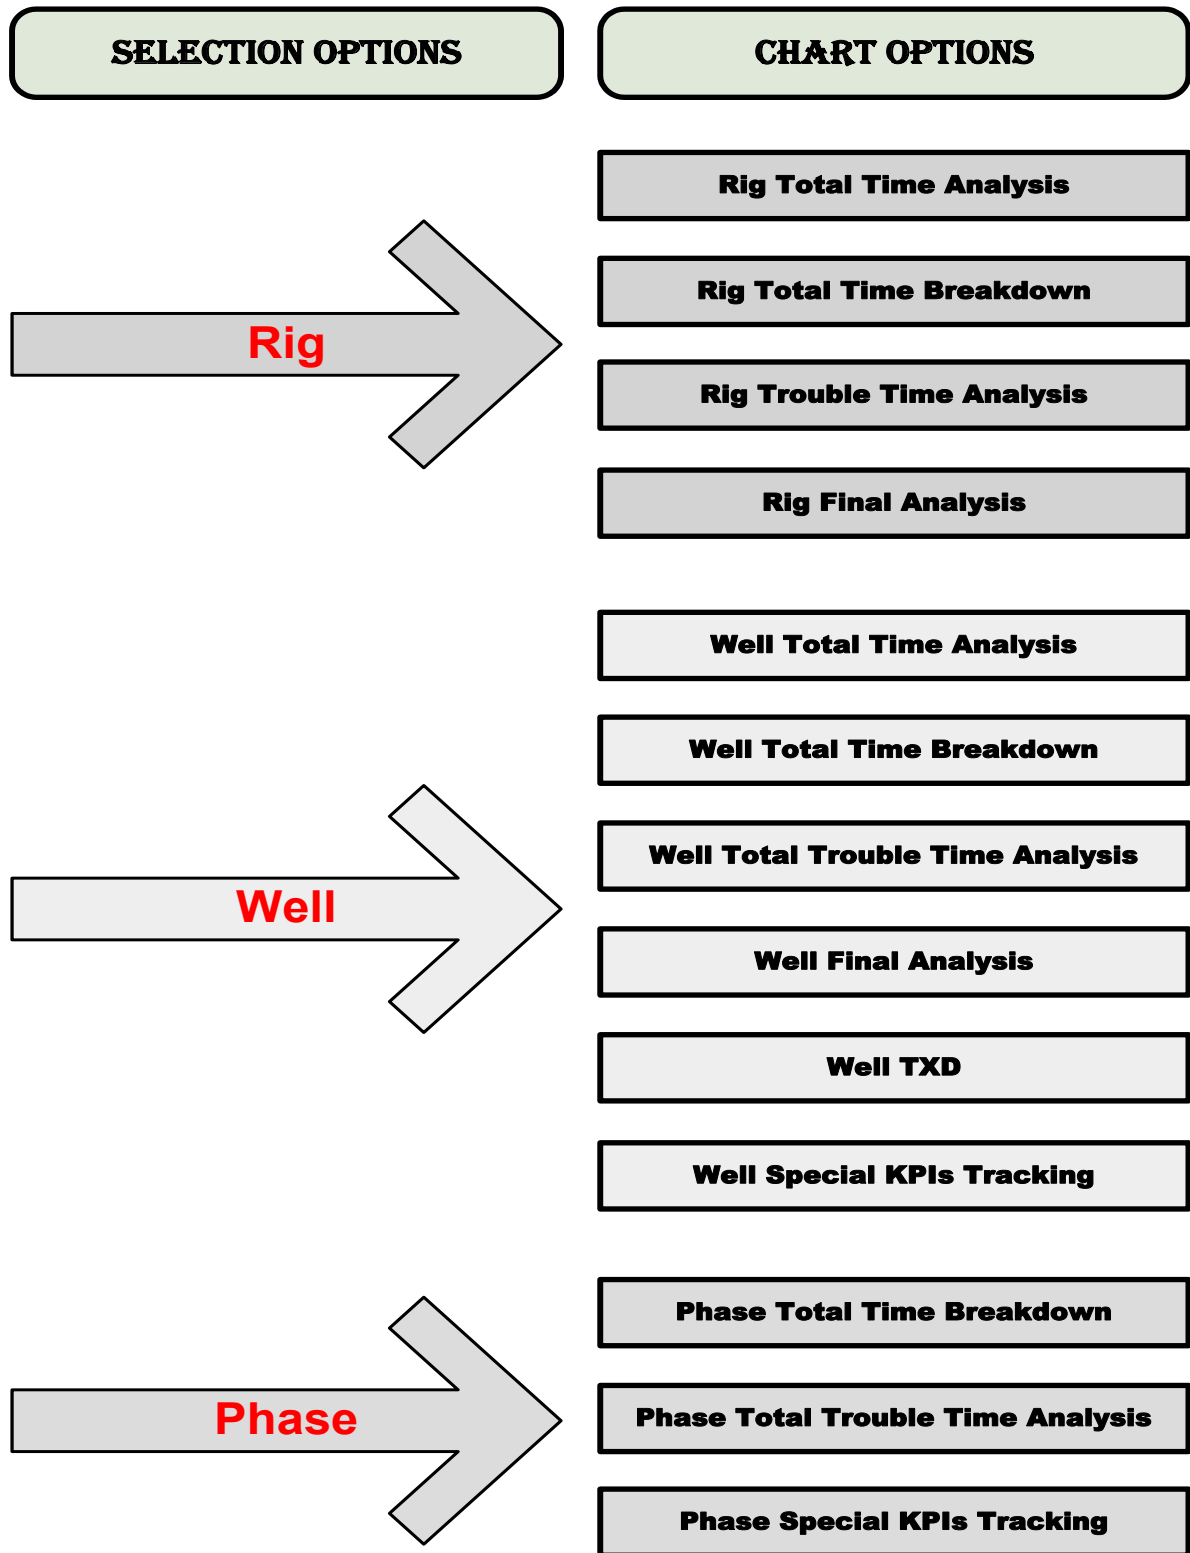 SELECTION OPTIONS
CHART OPTIONS
Rig
Rig Total Time Analysis
Rig Total Time Breakdown
Rig Trouble Time Analysis
Rig Final Analysis
Well
Well Total Time Analysis
Well Total Time Breakdown
Well Total Trouble Time Analysis
Well Final Analysis
Well TXD
Well Special KPIs Tracking
Phase
Phase Total Time Breakdown
Phase Total Trouble Time Analysis
Phase Special KPIs Tracking